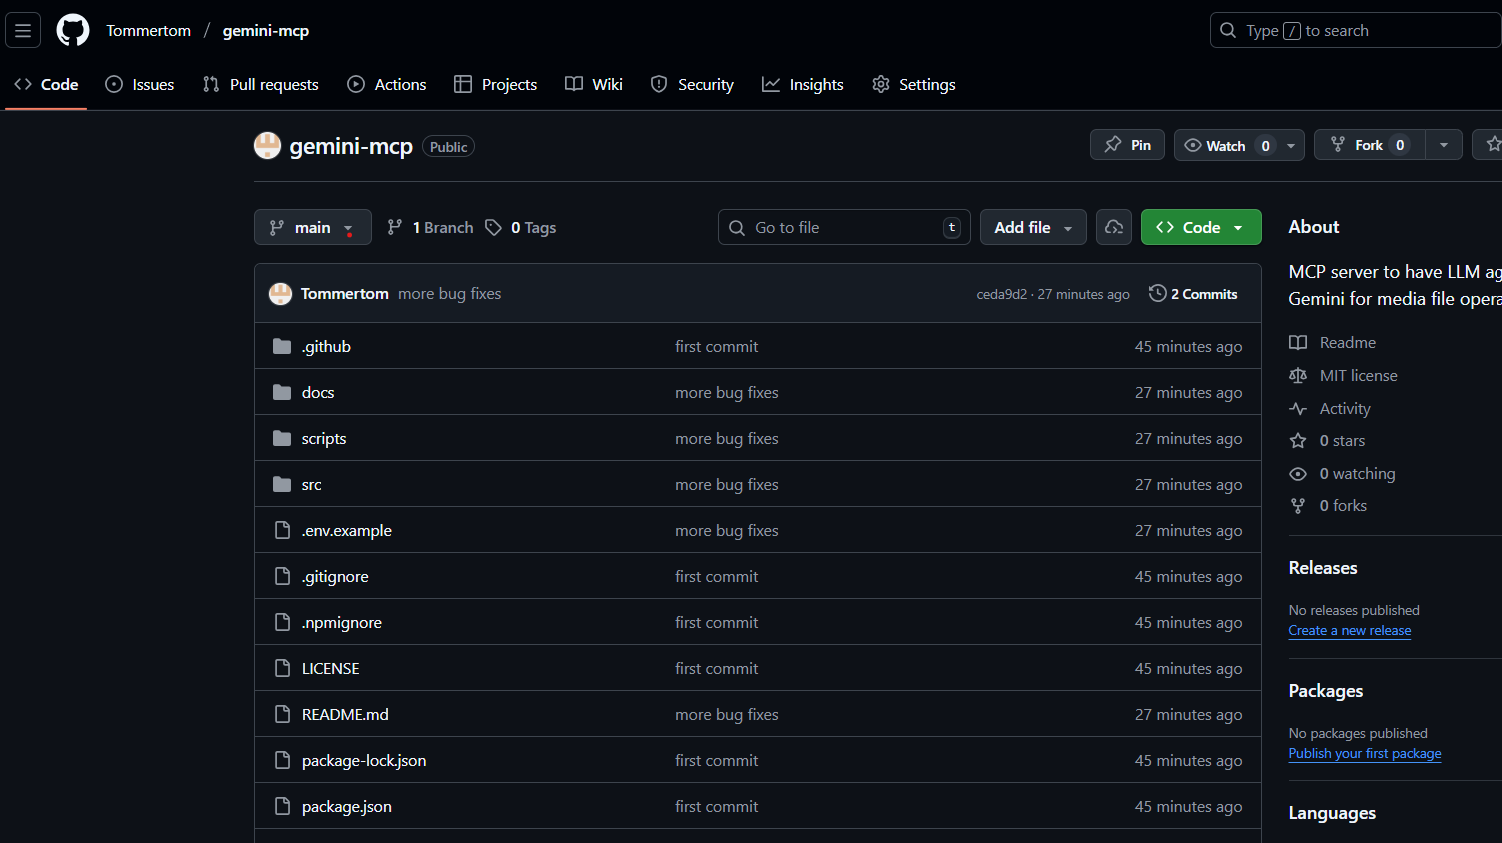 Tommertom / gemini-mcp
Type / to search
Code Issues Pull requests Actions Projects Wiki Security Insights Settings
gemini-mcp Public
Pin Watch 0 Fork 0
main 1 Branch 0 Tags Go to file t Add file Code
Tommertom more bug fixes ceda9d2 · 27 minutes ago 2 Commits
.github first commit 45 minutes ago
docs more bug fixes 27 minutes ago
scripts more bug fixes 27 minutes ago
src more bug fixes 27 minutes ago
.env.example more bug fixes 27 minutes ago
.gitignore first commit 45 minutes ago
.npmignore first commit 45 minutes ago
LICENSE first commit 45 minutes ago
README.md more bug fixes 27 minutes ago
package-lock.json first commit 45 minutes ago
package.json first commit 45 minutes ago
About
MCP server to have LLM ag
Gemini for media file opera
Readme
MIT license
Activity
0 stars
0 watching
0 forks
Releases
No releases published
Create a new release
Packages
No packages published
Publish your first package
Languages